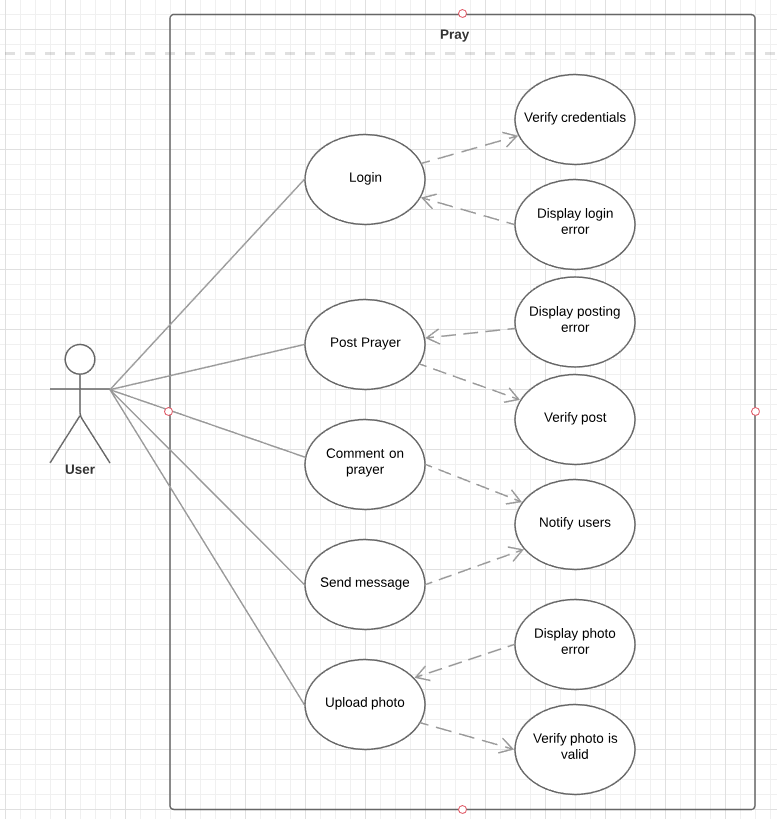 Pray
Verify credentials
Login
Display login
error
Display posting
error
Post Prayer
Verify post
Comment on
prayer
User
Notify users
Send message
Display photo
error
Upload photo
Verify photo is
valid